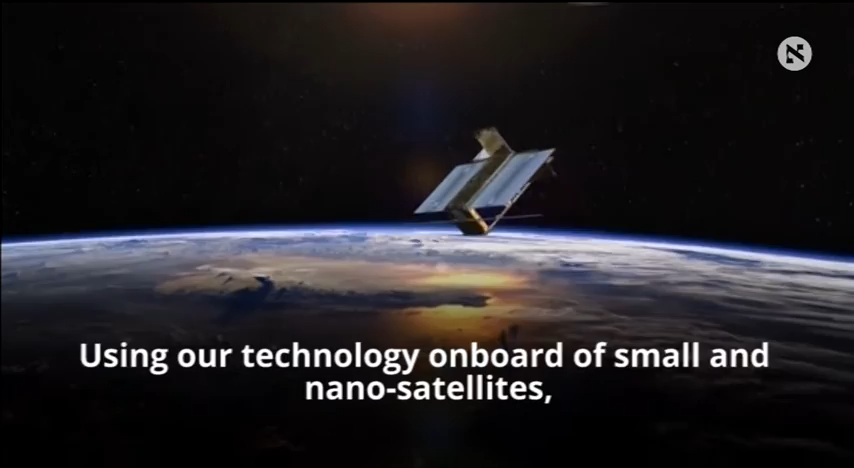 א
Using our technology onboard of small and
nano-satellites,